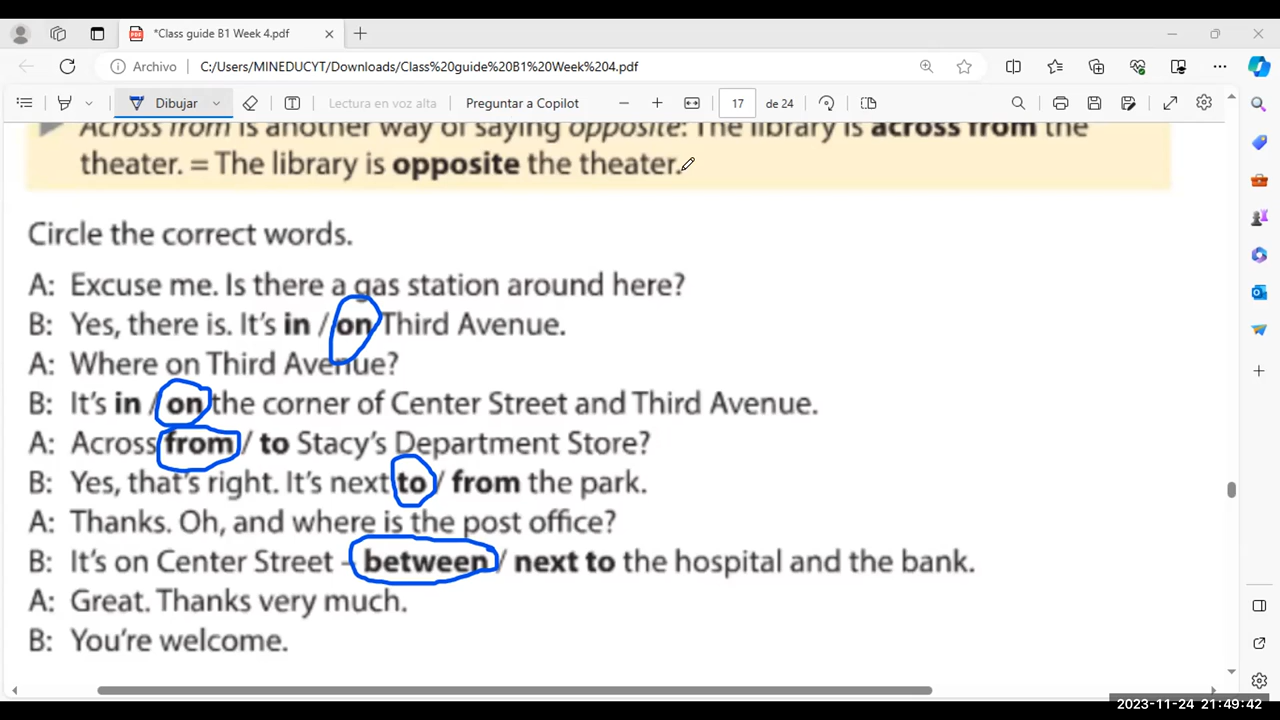 *Class guide B1 Week 4.pdf
Archivo C:/Users/MINEDUCYT/Downloads/Class%20guide%20B1%20Week%204.pdf
Dibujar Lectura en voz alta Preguntar a Copilot 17 de 24
Across from is another way of saying opposite: The library is across from the
theater. = The library is opposite the theater.
Circle the correct words.
A: Excuse me. Is there a gas station around here?
B: Yes, there is. It's in / on Third Avenue.
A: Where on Third Avenue?
B: It's in / on the corner of Center Street and Third Avenue.
A: Across from / to Stacy's Department Store?
B: Yes, that's right. It's next to / from the park.
A: Thanks. Oh, and where is the post office?
B: It's on Center Street – between / next to the hospital and the bank.
A: Great. Thanks very much.
B: You're welcome.
2023-11-24 21:49:42